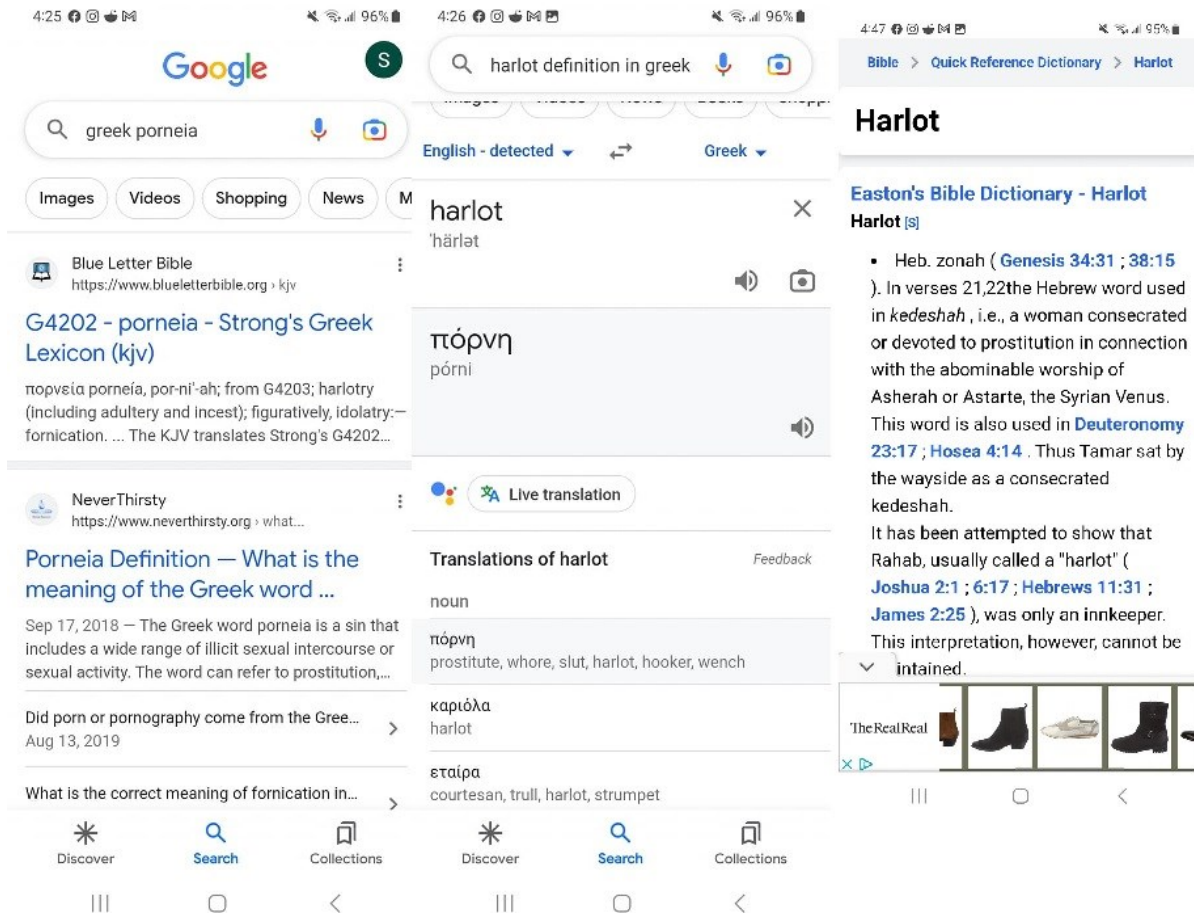 4:25
96%
Google
S
greek porneia
Images Videos Shopping News M
Blue Letter Bible
https://www.blueletterbible.org › kjv
G4202 - porneia - Strong's Greek
Lexicon (kjv)
πορνεία porneía, por-ni'-ah; from G4203; harlotry
(including adultery and incest); figuratively, idolatry:—
fornication. ... The KJV translates Strong's G4202...
NeverThirsty
https://www.neverthirsty.org › what...
Porneia Definition — What is the
meaning of the Greek word ...
Sep 17, 2018 — The Greek word porneia is a sin that
includes a wide range of illicit sexual intercourse or
sexual activity. The word can refer to prostitution,...
Did porn or pornography come from the Gree...
Aug 13, 2019
What is the correct meaning of fornication in...
Discover Search Collections
4:26
96%
harlot definition in greek
Images Videos News Books Shopp
English - detected Greek
harlot
ˈhärlət
πόρνη
pórni
Live translation
Translations of harlot Feedback
noun
πόρνη
prostitute, whore, slut, harlot, hooker, wench
καριόλα
harlot
εταίρα
courtesan, trull, harlot, strumpet
Discover Search Collections
4:47
95%
Bible > Quick Reference Dictionary > Harlot
Harlot
Easton's Bible Dictionary - Harlot
Harlot [S]
• Heb. zonah ( Genesis 34:31 ; 38:15
). In verses 21,22the Hebrew word used
in kedeshah , i.e., a woman consecrated
or devoted to prostitution in connection
with the abominable worship of
Asherah or Astarte, the Syrian Venus.
This word is also used in Deuteronomy
23:17 ; Hosea 4:14 . Thus Tamar sat by
the wayside as a consecrated
kedeshah.
It has been attempted to show that
Rahab, usually called a "harlot" (
Joshua 2:1 ; 6:17 ; Hebrews 11:31 ;
James 2:25 ), was only an innkeeper.
This interpretation, however, cannot be
intained.
TheRealReal